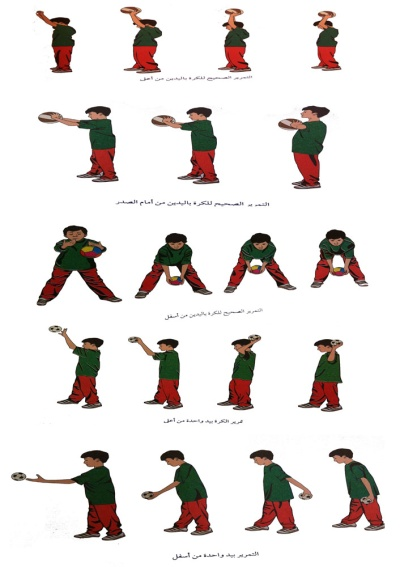 التمرير الصحيح للكرة باليدين من أعلى
التمرير الصحيح للكرة باليدين من أمام الصدر
التمرير الصحيح للكرة باليدين من أسفل
تمرير الكرة بيد واحدة من أعلى
التمرير بيد واحدة من أسفل